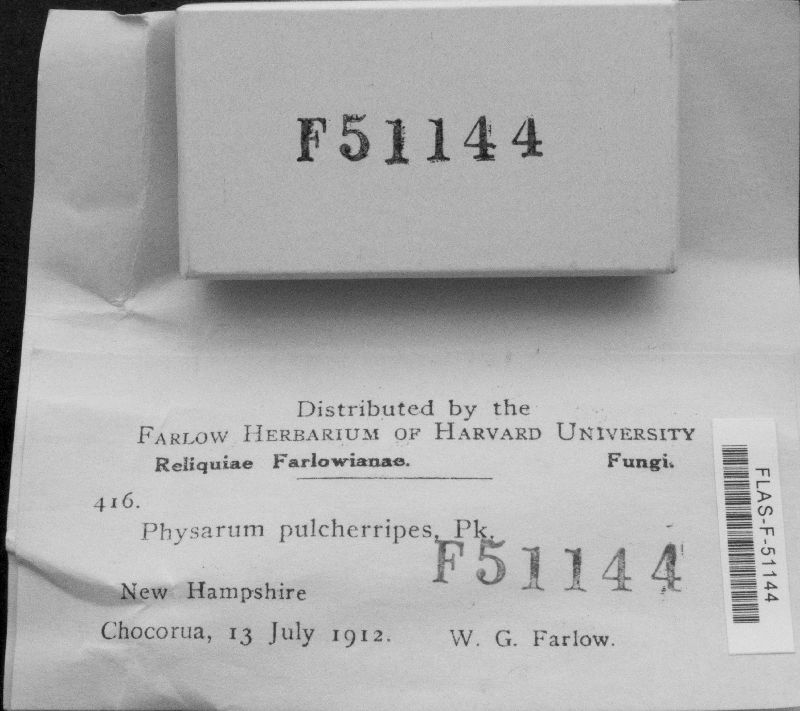 F51144
Distributed by the
FARLOW HERBARIUM OF HARVARD UNIVERSITY
Reliquiae Farlowianae. Fungi.
416.
Physarum pulcherripes, Pk.
F51144
New Hampshire
Chocorua, 13 July 1912. W. G. Farlow.
FLAS-F-51144